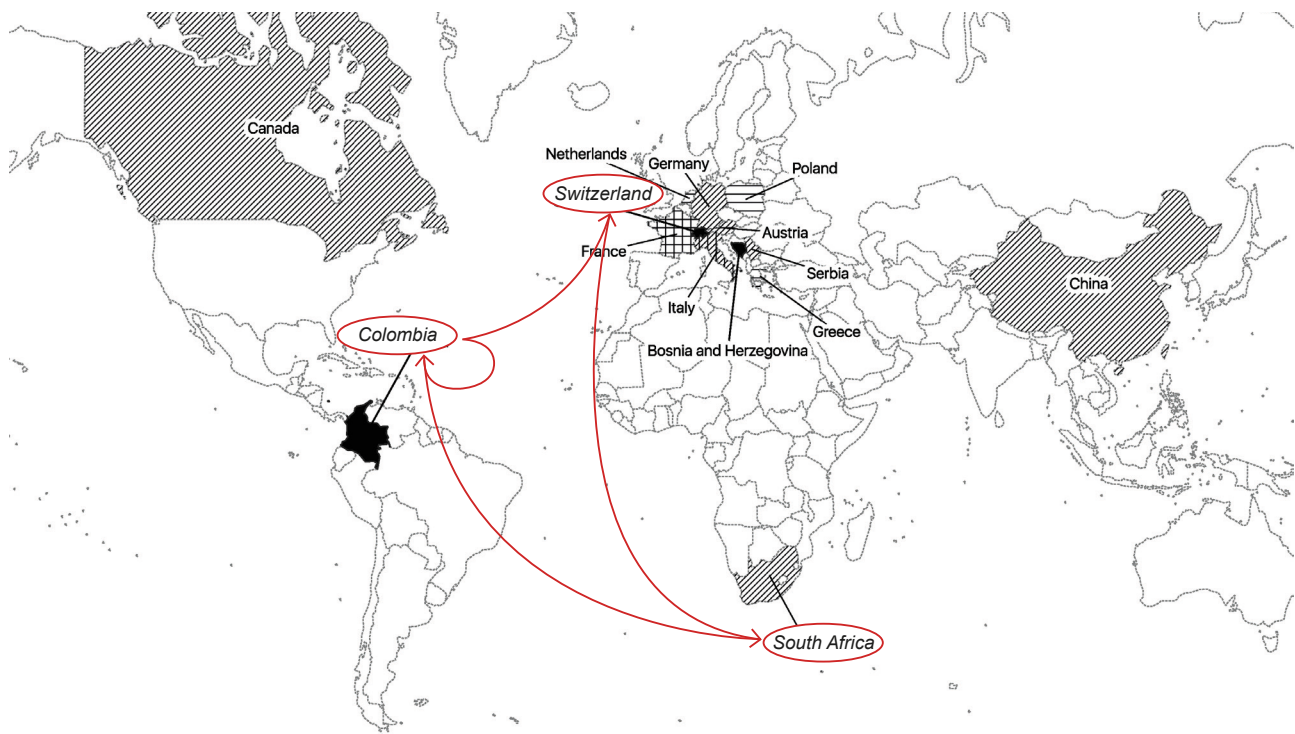 Canada
Netherlands
Germany
Poland
Switzerland
Austria
France
Serbia
China
Italy
Greece
Colombia
Bosnia and Herzegovina
South Africa